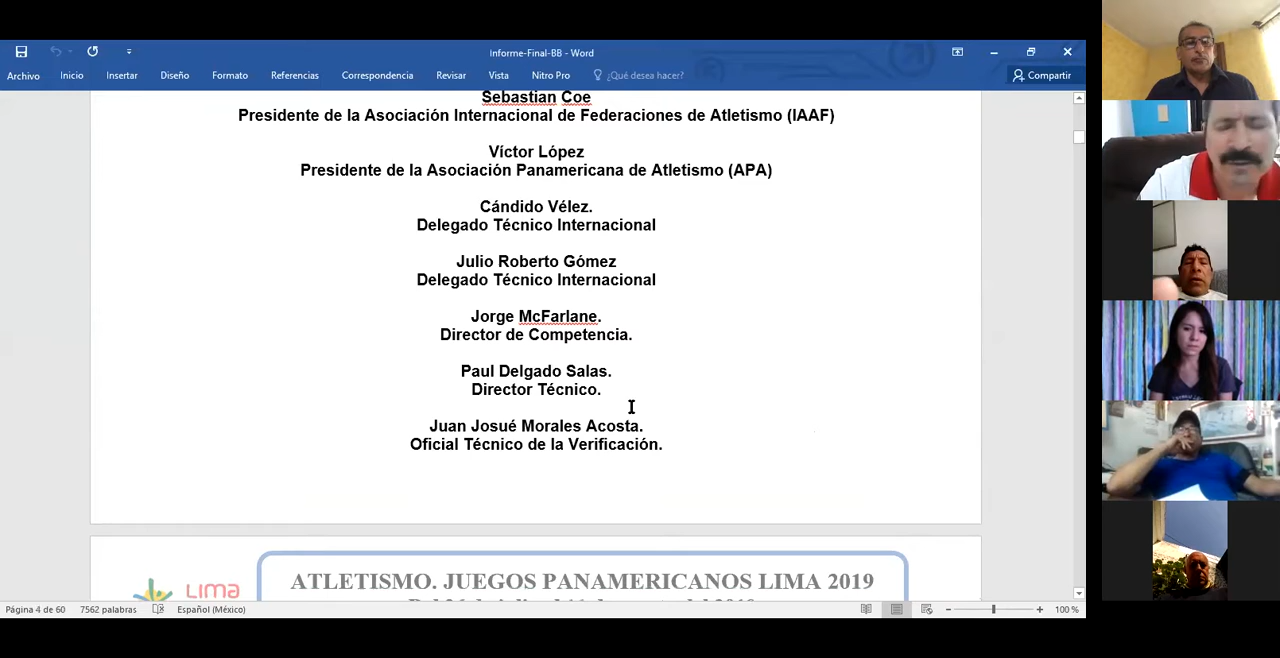 Informe-Final-BB - Word
Archivo Inicio Insertar Diseño Formato Referencias Correspondencia Revisar Vista Nitro Pro ¿Qué desea hacer? Compartir
Sebastian Coe
Presidente de la Asociación Internacional de Federaciones de Atletismo (IAAF)
Víctor López
Presidente de la Asociación Panamericana de Atletismo (APA)
Cándido Vélez.
Delegado Técnico Internacional
Julio Roberto Gómez
Delegado Técnico Internacional
Jorge McFarlane.
Director de Competencia.
Paul Delgado Salas.
Director Técnico.
Juan Josué Morales Acosta.
Oficial Técnico de la Verificación.
LIMA
ATLETISMO. JUEGOS PANAMERICANOS LIMA 2019
Página 4 de 60 7562 palabras Español (México) 100 %